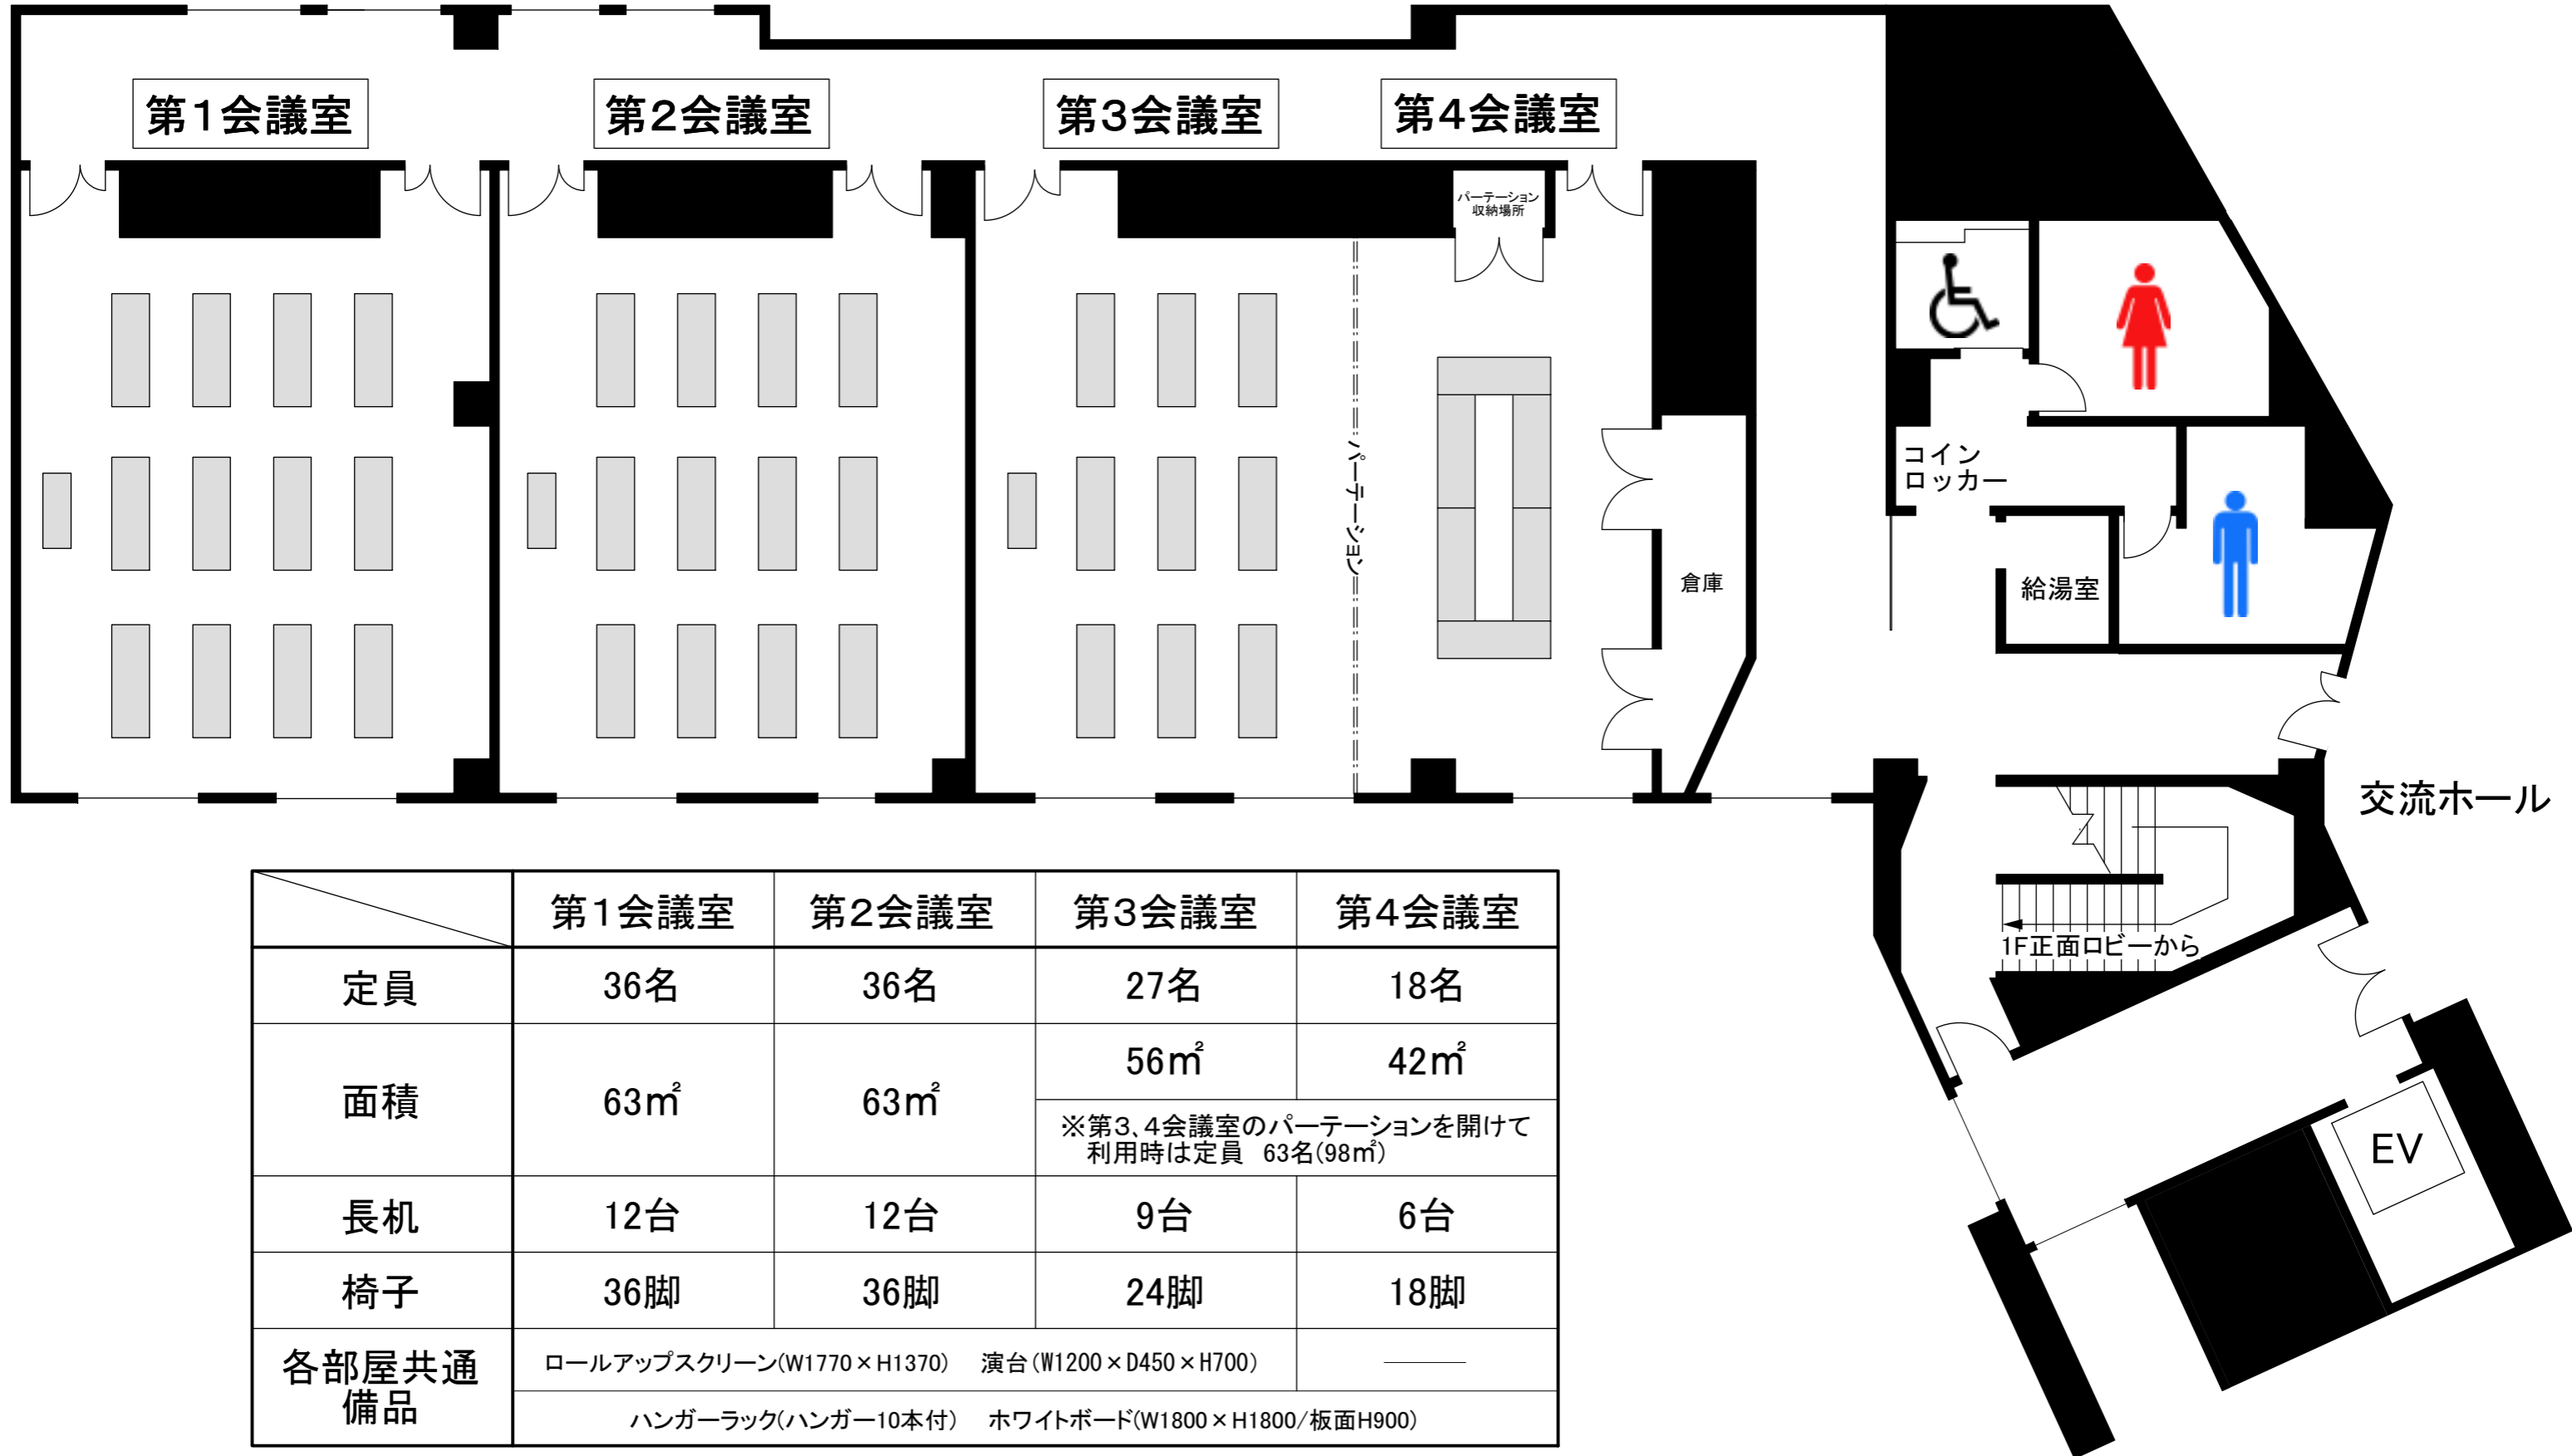 第1会議室
第2会議室
第3会議室
第4会議室
パーテーション
収納場所
パーテーション
倉庫
コイン
ロッカー
給湯室
交流ホール
1F正面ロビーから
EV
第1会議室 第2会議室 第3会議室 第4会議室
定員 36名 36名 27名 18名
面積 63㎡ 63㎡ 56㎡ 42㎡
※第3、4会議室のパーテーションを開けて
利用時は定員 63名(98㎡)
長机 12台 12台 9台 6台
椅子 36脚 36脚 24脚 18脚
各部屋共通
備品
ロールアップスクリーン(W1770×H1370) 演台(W1200×D450×H700)
ハンガーラック(ハンガー10本付) ホワイトボード(W1800×H1800/板面H900)